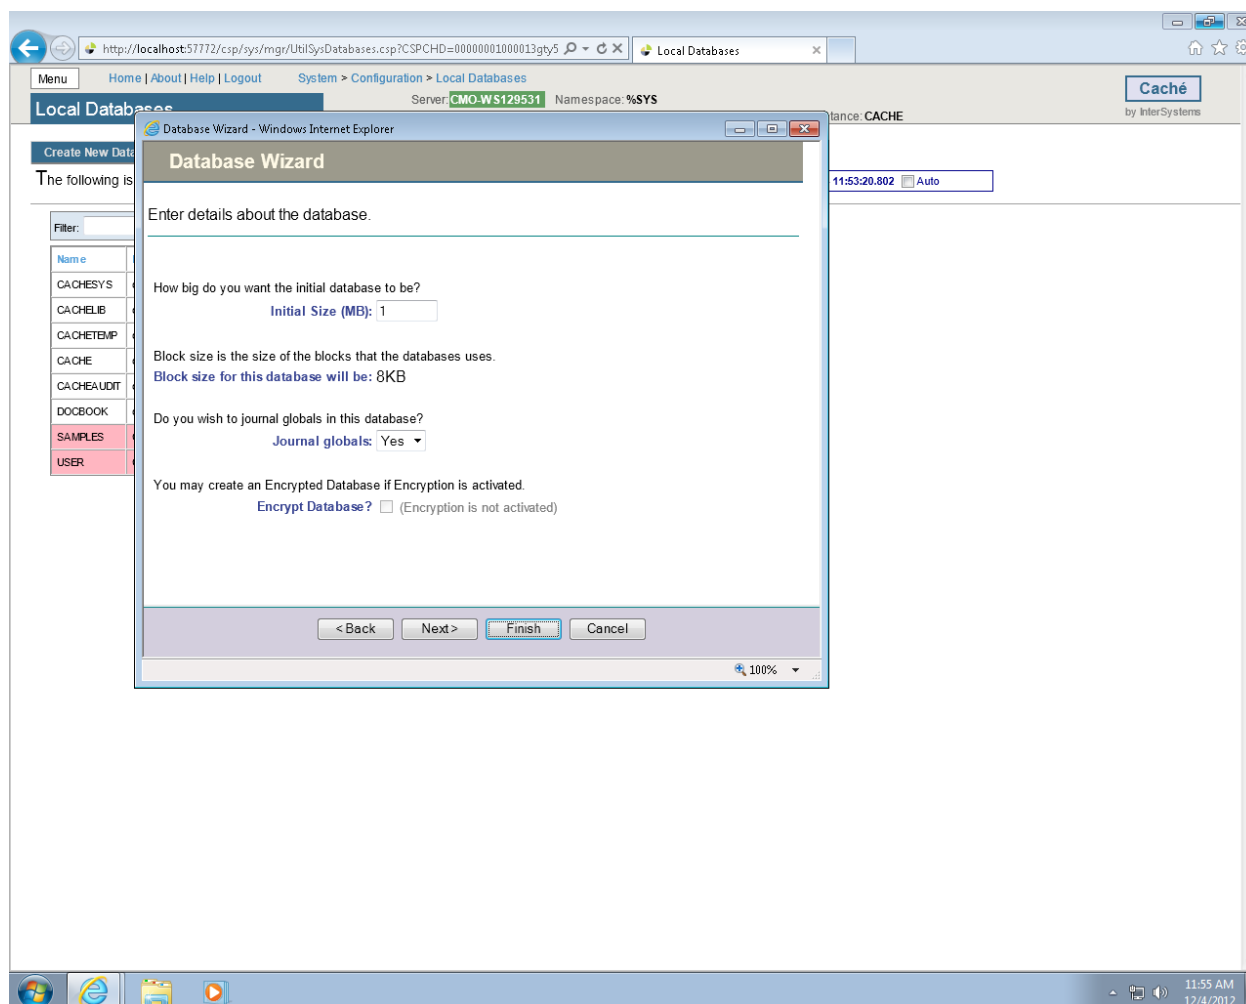 http://localhost:57772/csp/sys/mgr/UtilSysDatabases.csp?CSPCHD=00000001000013gty5
Local Databases
Menu
Home | About | Help | Logout
System > Configuration > Local Databases
Server: CMO-WS129531 Namespace: %SYS
Caché
by InterSystems
Local Databases
tance: CACHE
Database Wizard - Windows Internet Explorer
Create New Data
Database Wizard
The following is
11:53:20.802 Auto
Enter details about the database.
Filter:
Name
CACHESYS
CACHELIB
CACHETEMP
CACHE
CACHEAUDIT
DOCBOOK
SAMPLES
USER
How big do you want the initial database to be?
Initial Size (MB): 1
Block size is the size of the blocks that the databases uses.
Block size for this database will be: 8KB
Do you wish to journal globals in this database?
Journal globals: Yes
You may create an Encrypted Database if Encryption is activated.
Encrypt Database? (Encryption is not activated)
< Back Next > Finish Cancel
100%
11:55 AM
12/4/2012